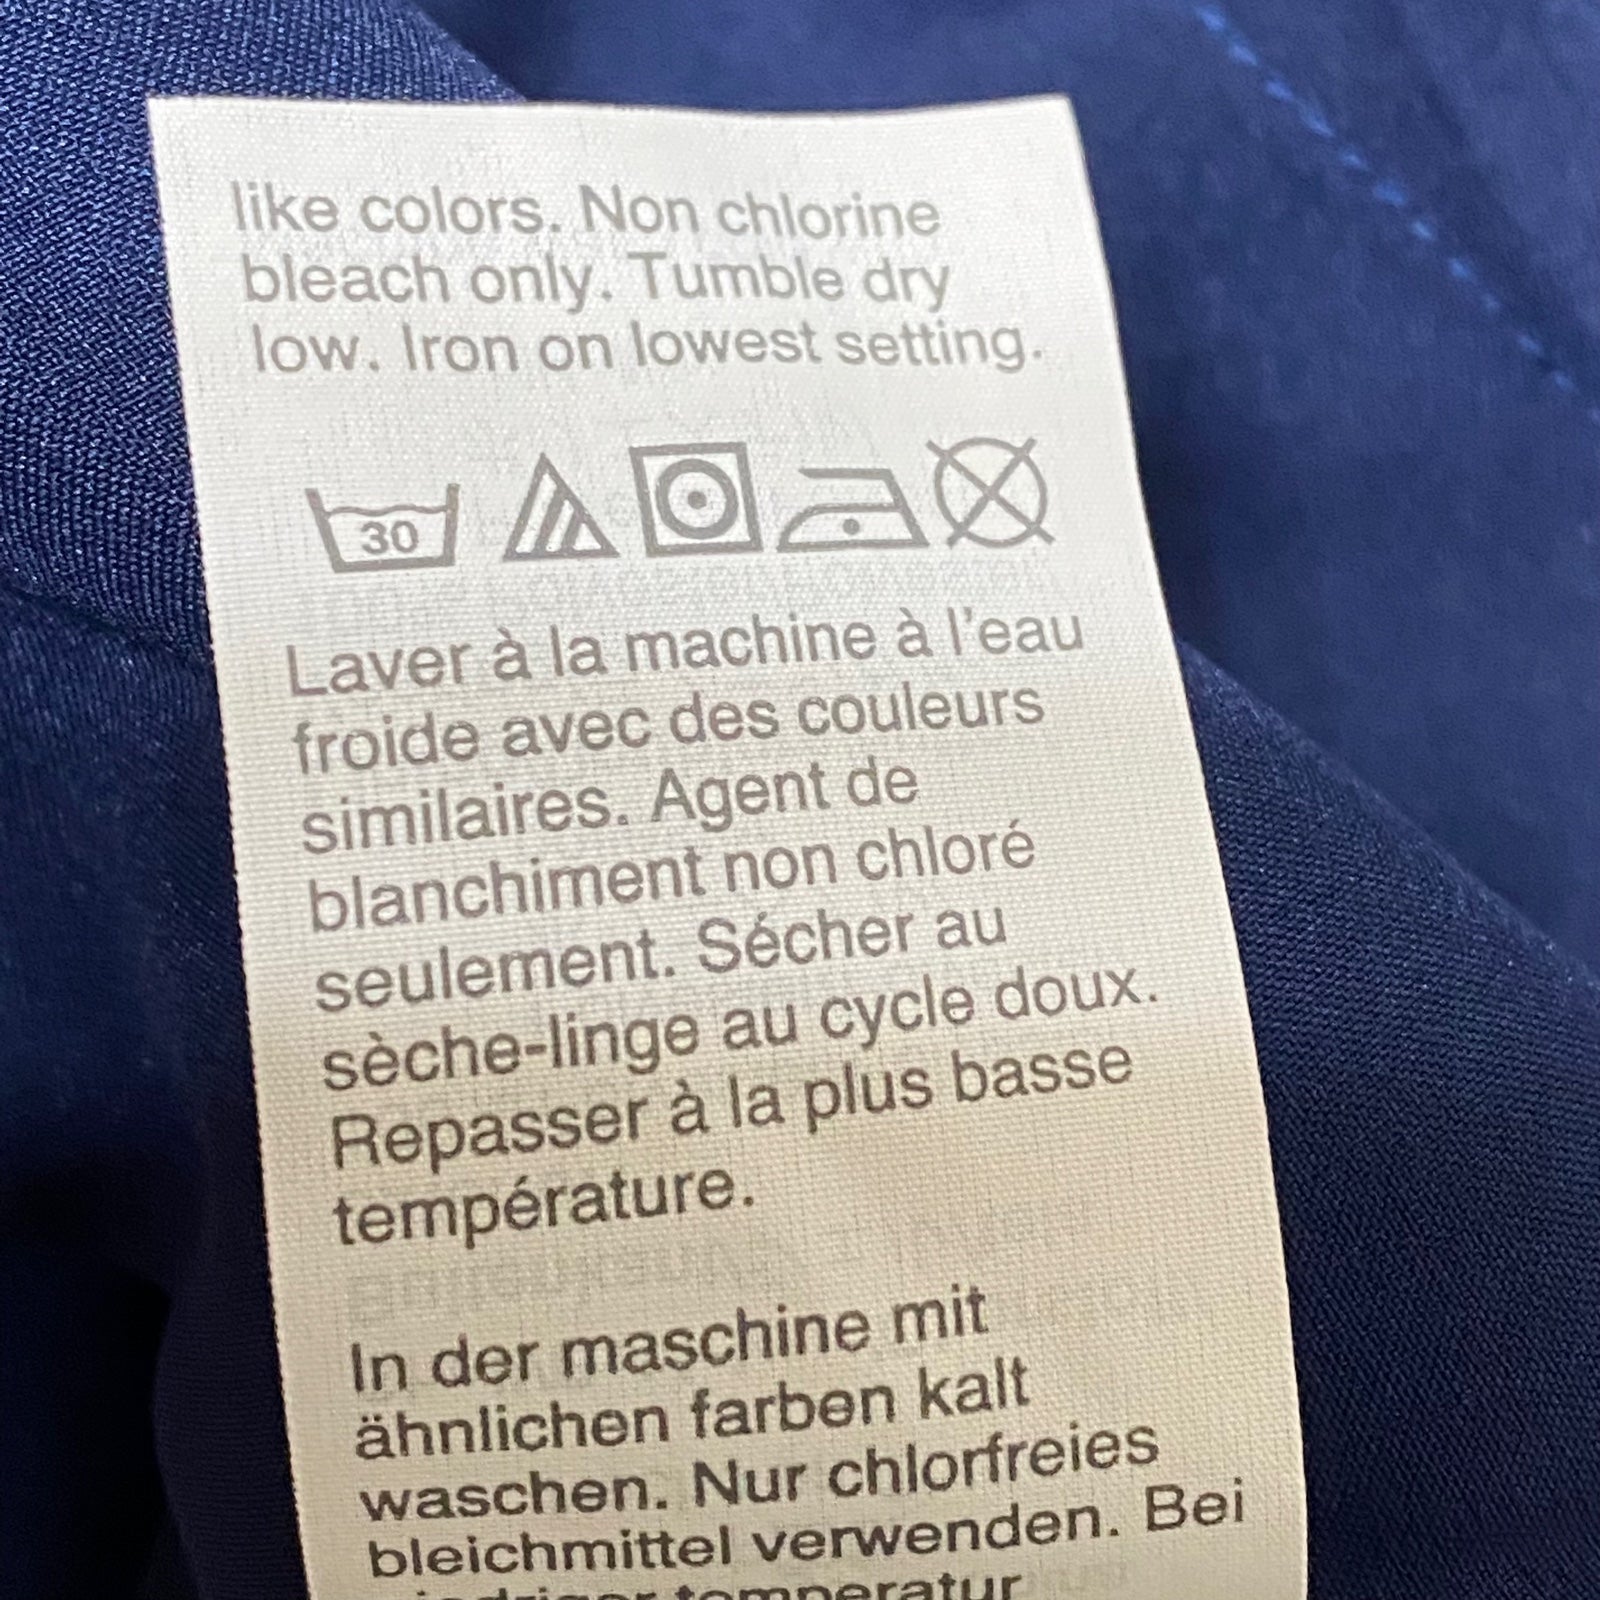 like colors. Non chlorine
bleach only. Tumble dry
low. Iron on lowest setting.
30
Laver à la machine à l'eau
froide avec des couleurs
similaires. Agent de
blanchiment non chloré
seulement. Sécher au
sèche-linge au cycle doux.
Repasser à la plus basse
température.
In der maschine mit
ähnlichen farben kalt
waschen. Nur chlorfreies
bleichmittel verwenden. Bei
niedriger temperatur